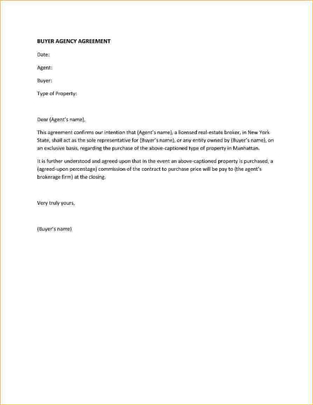 BUYER AGENCY AGREEMENT
Date:
Agent:
Buyer:
Type of Property:
Dear (Agent's name),
This agreement confirms our intention that (Agent's name), a licensed real-estate broker, in New York
State, shall act as the sole representative for (Buyer's name), or any entity owned by (Buyer's name), on
an exclusive basis, regarding the purchase of the above-captioned type of property in Manhattan.
It is further understood and agreed upon that in the event an above-captioned property is purchased, a
(agreed-upon percentage) commission of the contract to purchase price will be pay to (the agent's
brokerage firm) at the closing.
Very truly yours,
(Buyer's name)